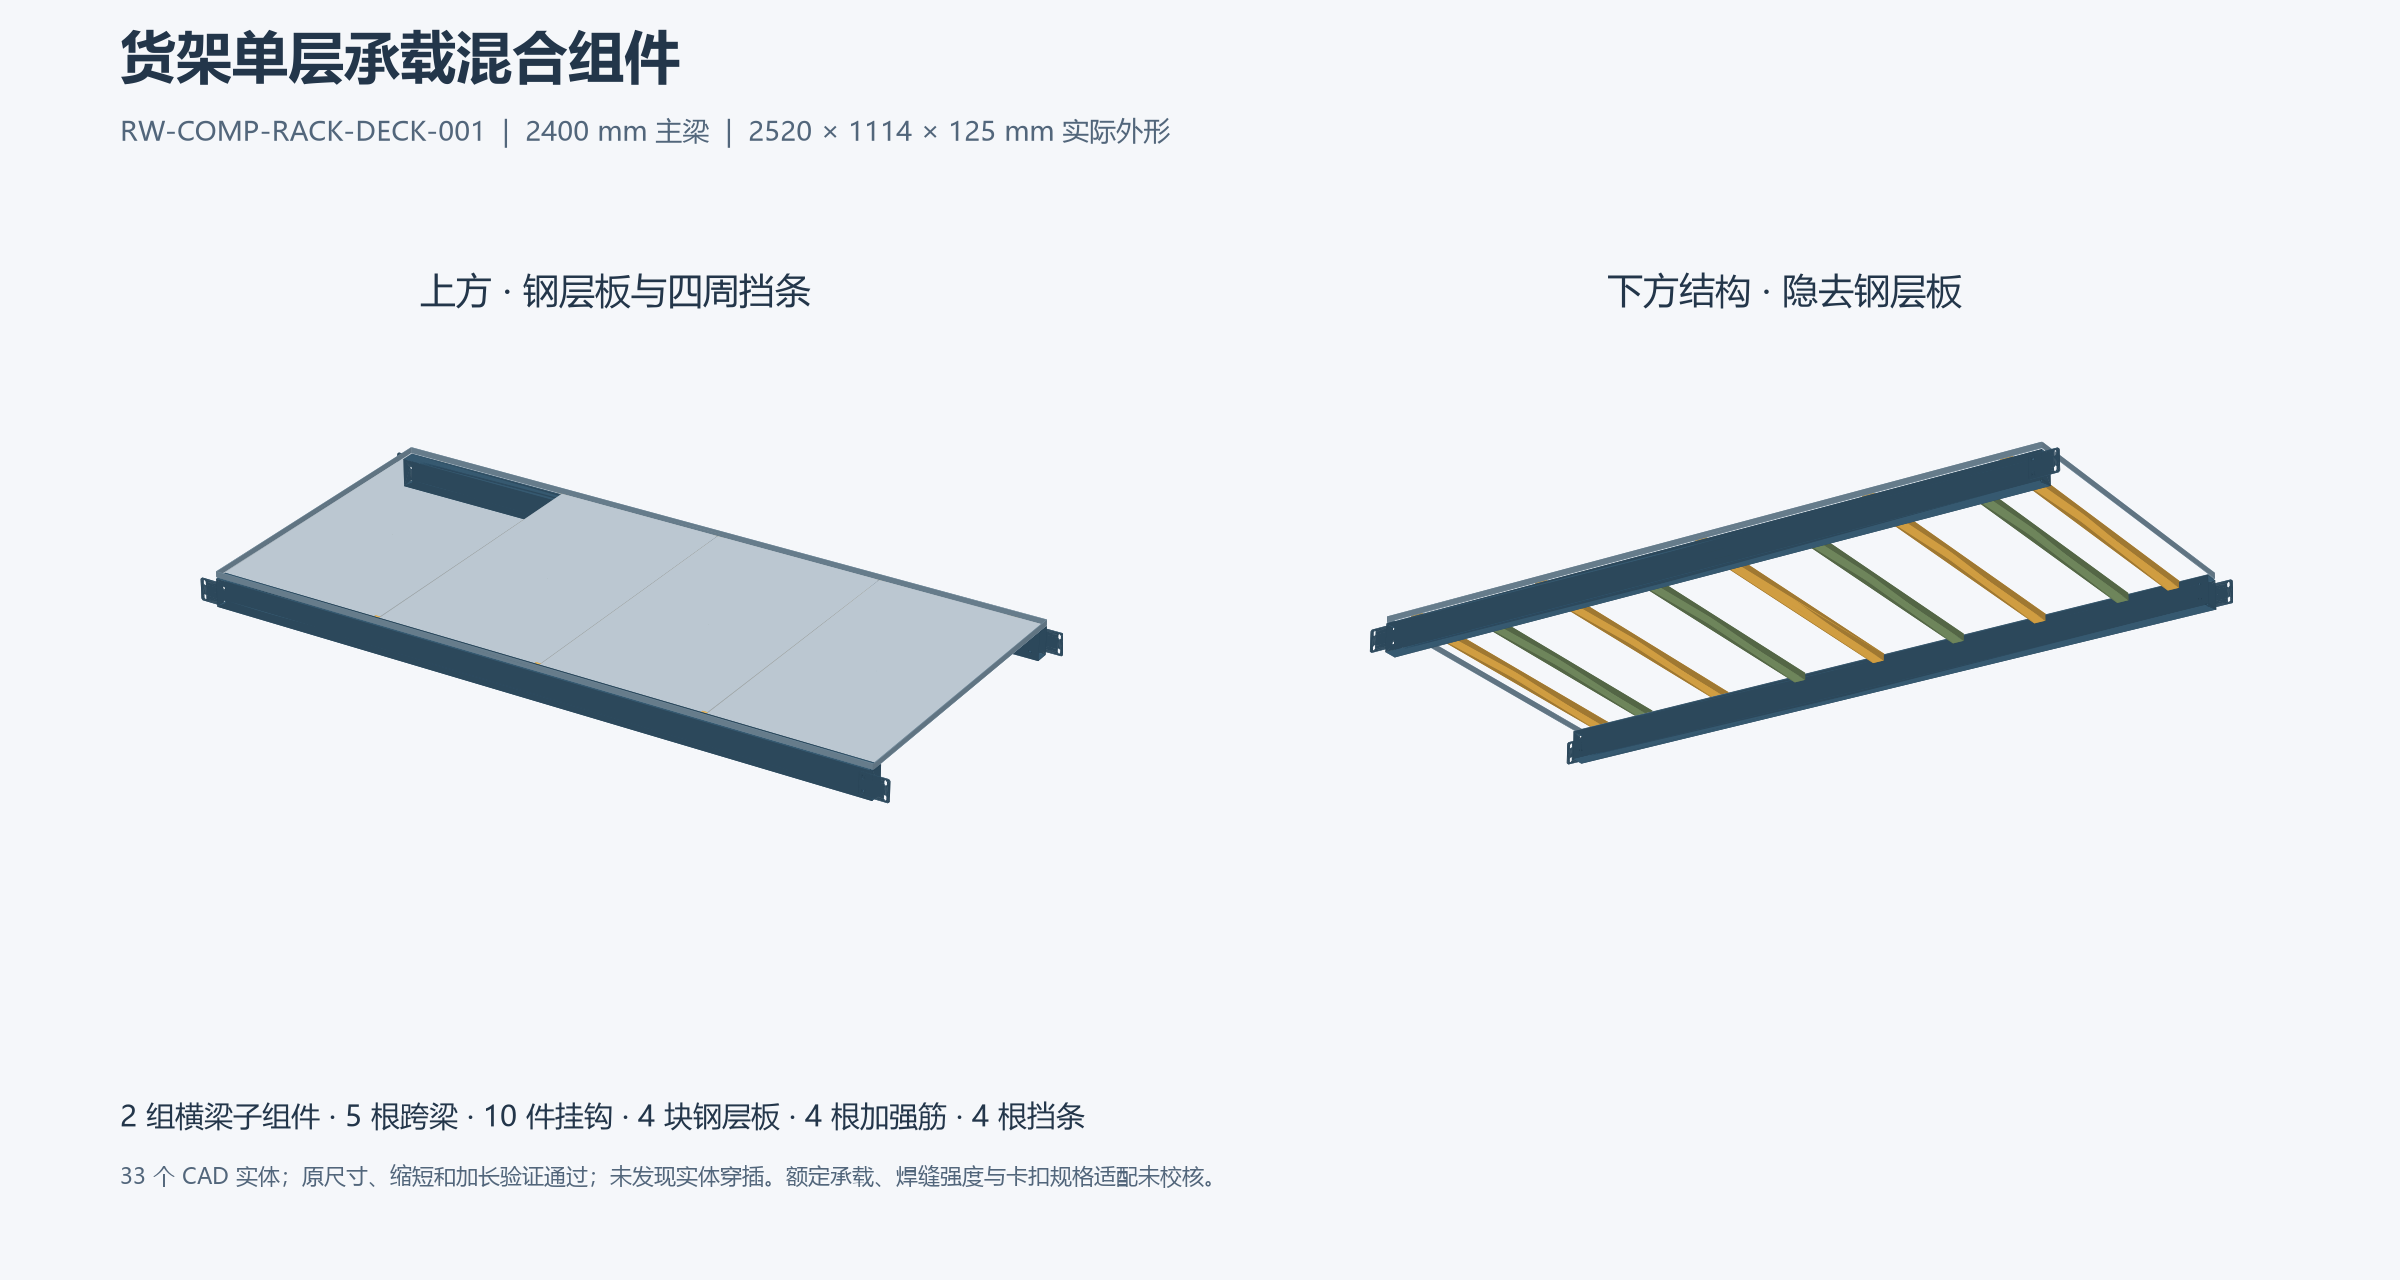 货架单层承载混合组件
RW-COMP-RACK-DECK-001 | 2400 mm 主梁 | 2520 × 1114 × 125 mm 实际外形
上方 · 钢层板与四周挡条
下方结构 · 隐去钢层板
2 组横梁子组件 · 5 根跨梁 · 10 件挂钩 · 4 块钢层板 · 4 根加强筋 · 4 根挡条
33 个 CAD 实体；原尺寸、缩短和加长验证通过；未发现实体穿插。额定承载、焊缝强度与卡扣规格适配未校核。